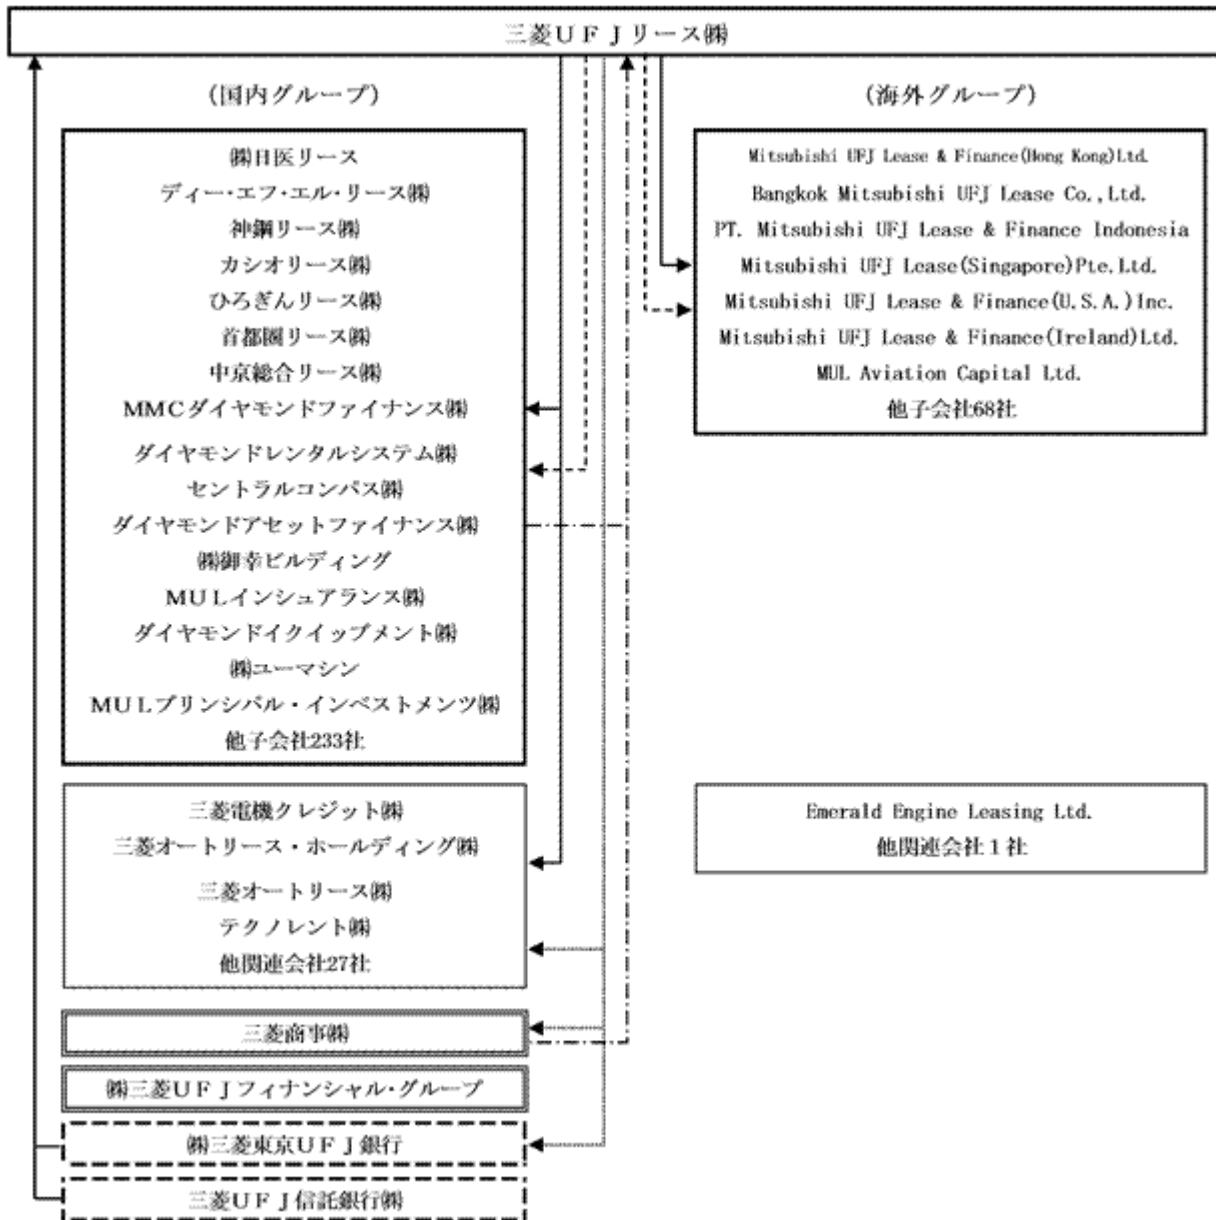 三菱ＵＦＪリース㈱
（国内グループ）
㈱日医リース
ディー・エフ・エル・リース㈱
神鋼リース㈱
カシオリース㈱
ひろぎんリース㈱
首都圏リース㈱
中京総合リース㈱
ＭＭＣダイヤモンドファイナンス㈱
ダイヤモンドレンタルシステム㈱
セントラルコンパス㈱
ダイヤモンドアセットファイナンス㈱
㈱御幸ビルディング
ＭＵＬインシュアランス㈱
ダイヤモンドイクイップメント㈱
㈱ユーマシン
ＭＵＬプリンシパル・インベストメンツ㈱
他子会社233社
三菱電機クレジット㈱
三菱オートリース・ホールディング㈱
三菱オートリース㈱
テクノレント㈱
他関連会社27社
三菱商事㈱
㈱三菱ＵＦＪフィナンシャル・グループ
㈱三菱東京ＵＦＪ銀行
三菱ＵＦＪ信託銀行㈱
（海外グループ）
Mitsubishi UFJ Lease & Finance(Hong Kong)Ltd.
Bangkok Mitsubishi UFJ Lease Co.,Ltd.
PT. Mitsubishi UFJ Lease & Finance Indonesia
Mitsubishi UFJ Lease(Singapore)Pte.Ltd.
Mitsubishi UFJ Lease & Finance(U.S.A.)Inc.
Mitsubishi UFJ Lease & Finance(Ireland)Ltd.
MUL Aviation Capital Ltd.
他子会社68社
Emerald Engine Leasing Ltd.
他関連会社１社